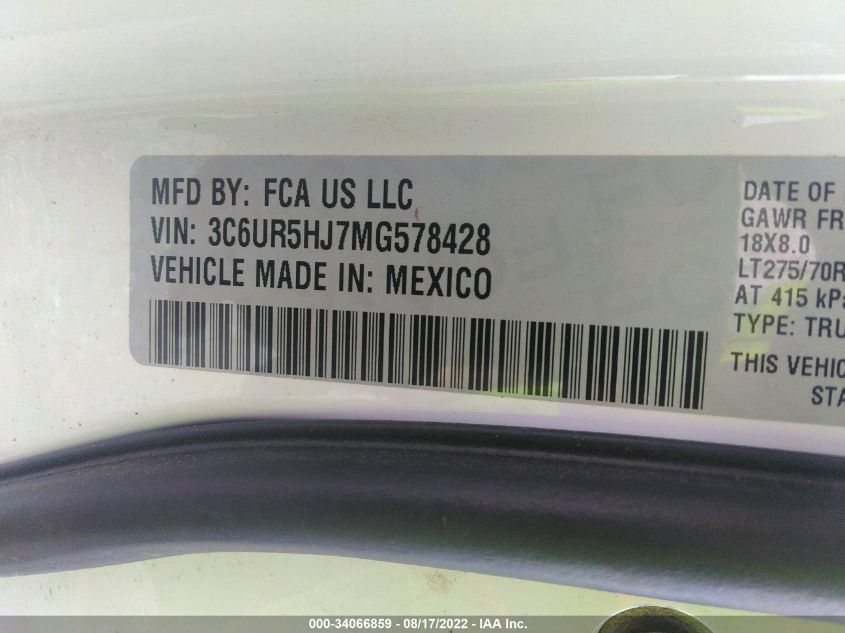 MFD BY: FCA US LLC
VIN: 3C6UR5HJ7MG578428
VEHICLE MADE IN: MEXICO
DATE OF
GAWR FR
18X8.0
LT275/70R
AT 415 kPa
TYPE: TRU
THIS VEHIC
STA
000-34066859 - 08/17/2022 - IAA Inc.